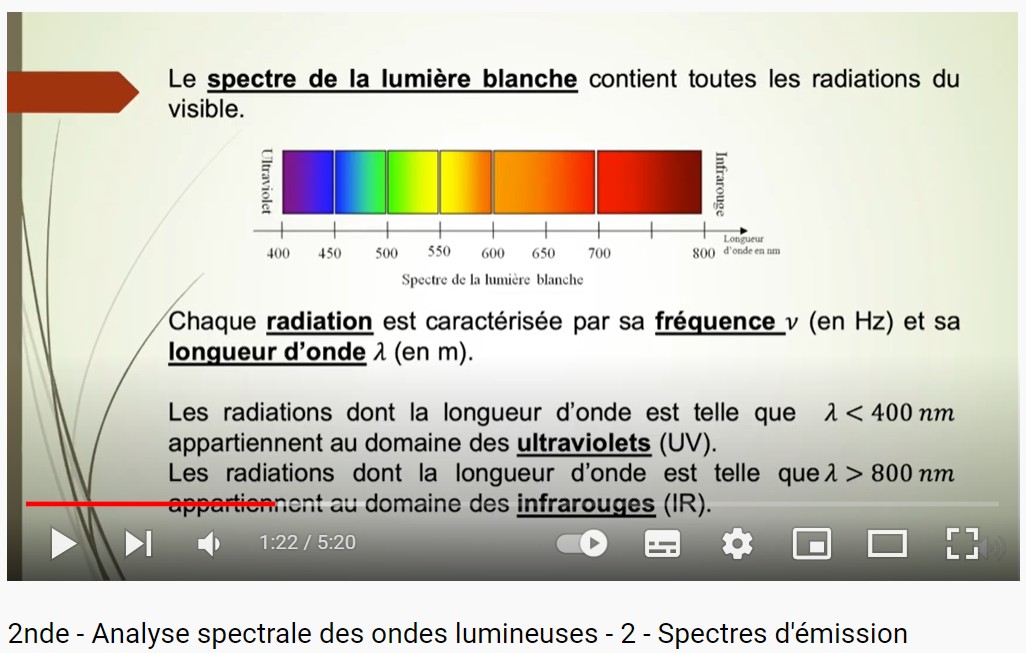 Le spectre de la lumière blanche contient toutes les radiations du
visible.
Ultraviolet
Infrarouge
400 450 500 550 600 650 700 800
Longueur
d'onde en nm
Spectre de la lumière blanche
Chaque radiation est caractérisée par sa fréquence ν (en Hz) et sa
longueur d'onde λ (en m).
Les radiations dont la longueur d'onde est telle que λ < 400 nm
appartiennent au domaine des ultraviolets (UV).
Les radiations dont la longueur d'onde est telle que λ > 800 nm
appartiennent au domaine des infrarouges (IR).
1:22 / 5:20
2nde - Analyse spectrale des ondes lumineuses - 2 - Spectres d'émission